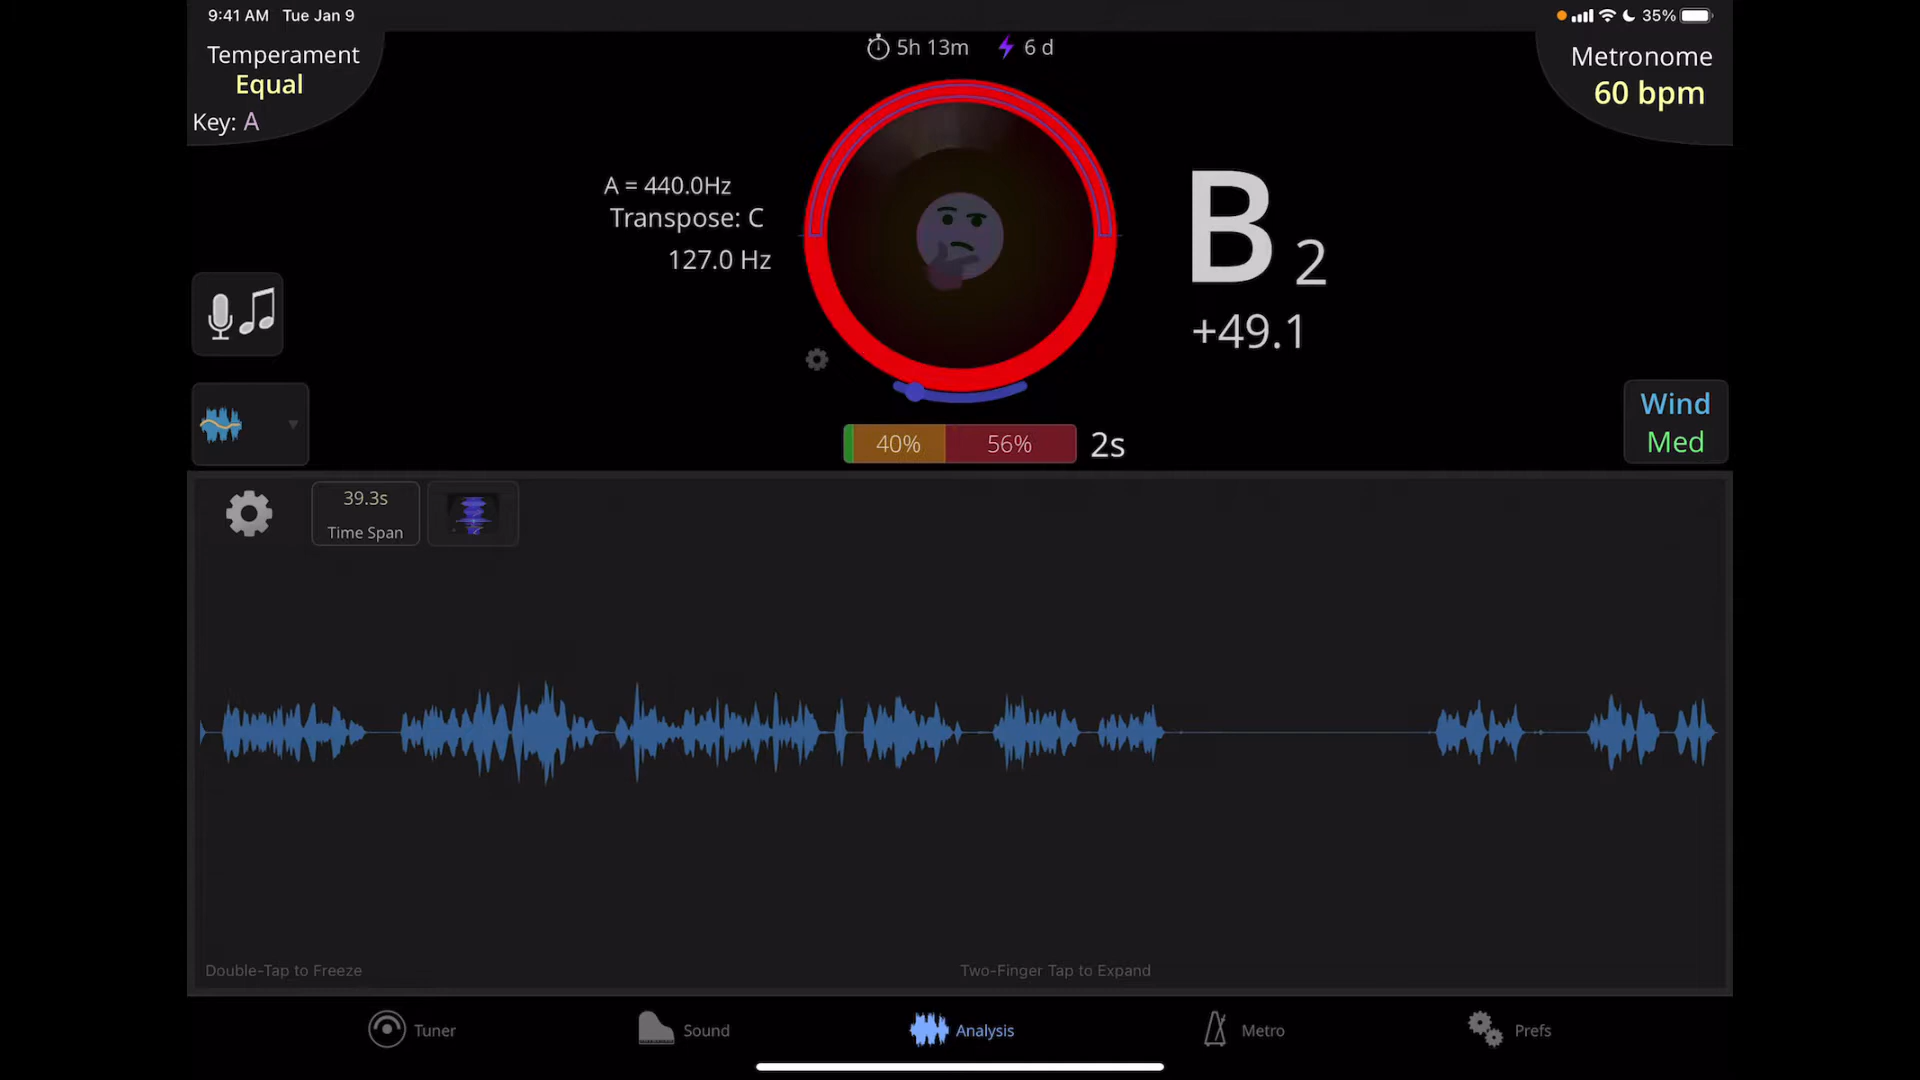 9:41 AM Tue Jan 9
35%
Temperament
Equal
Key: A
5h 13m 6 d
Metronome
60 bpm
A = 440.0Hz
Transpose: C
127.0 Hz
B 2
+49.1
40% 56% 2s
Wind
Med
39.3s
Time Span
Double-Tap to Freeze
Two-Finger Tap to Expand
Tuner
Sound
Analysis
Metro
Prefs